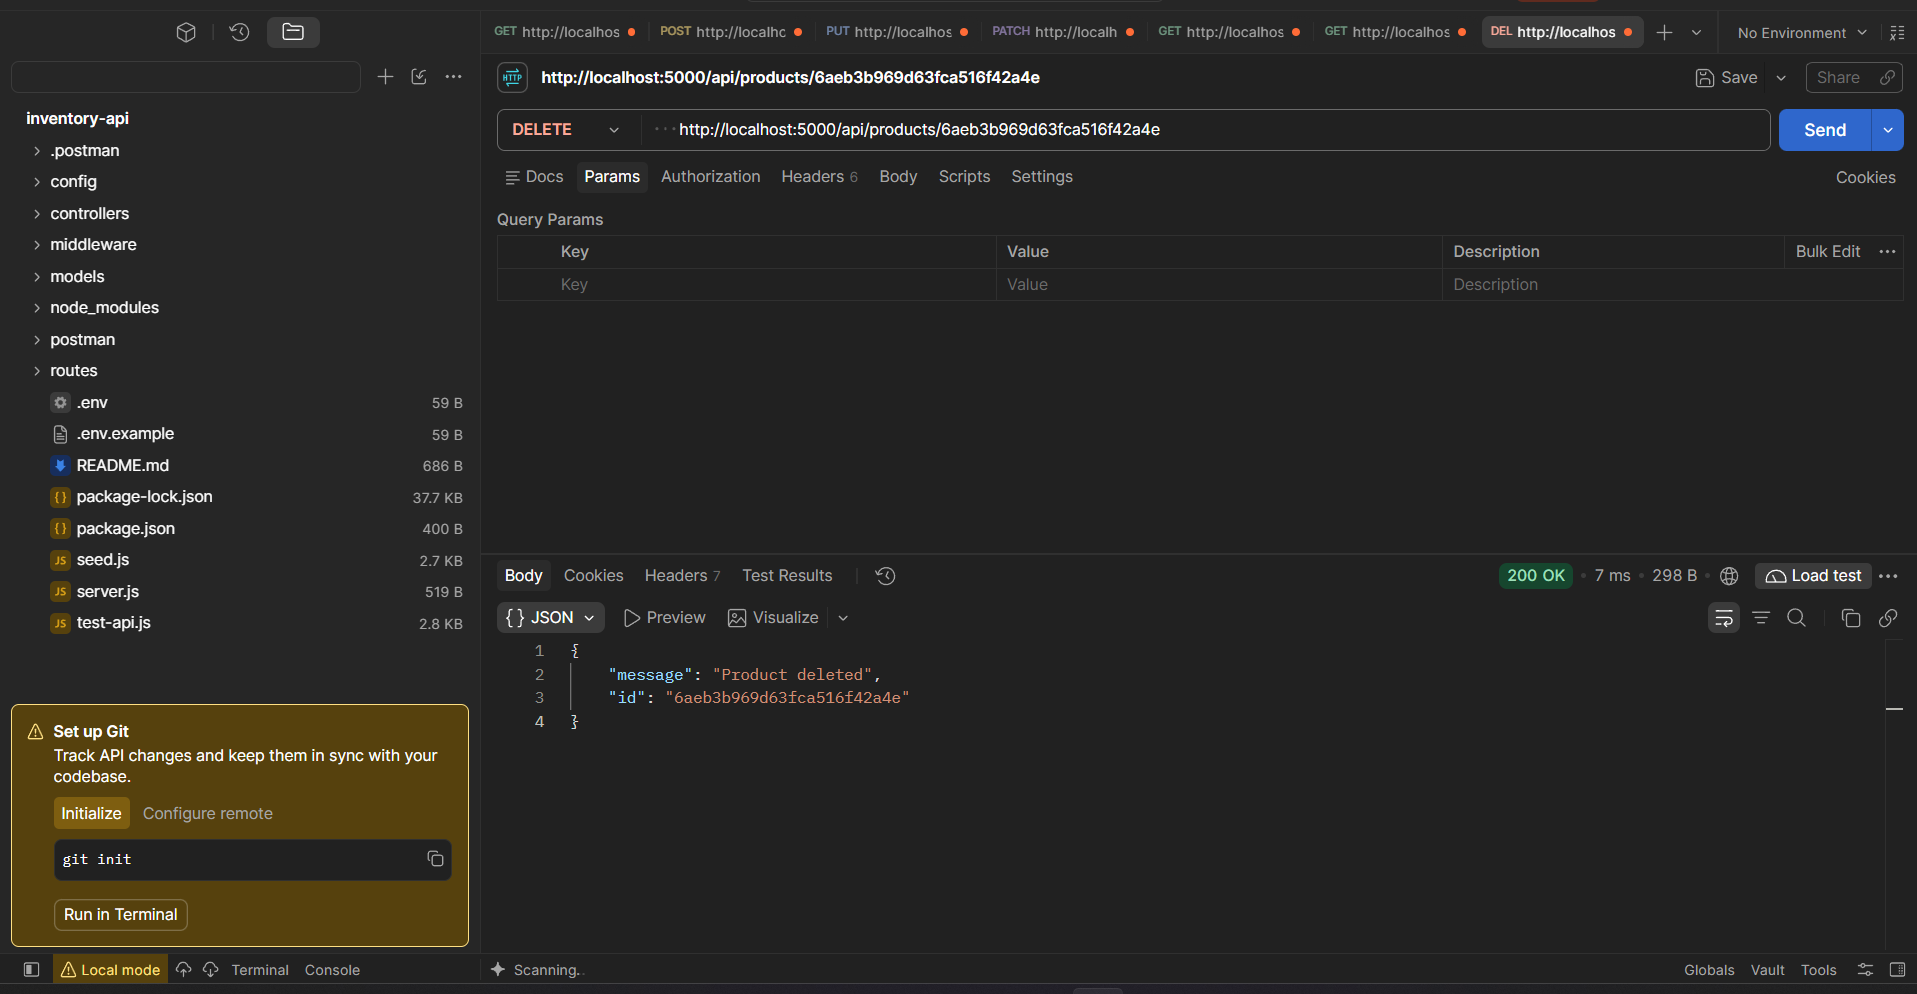 GET http://localhos
POST http://localhc
PUT http://localhos
PATCH http://localh
GET http://localhos
GET http://localhos
DEL http://localhos
No Environment
HTTP http://localhost:5000/api/products/6aeb3b969d63fca516f42a4e
Save
Share
inventory-api
.postman
config
controllers
middleware
models
node_modules
postman
routes
.env 59 B
.env.example 59 B
README.md 686 B
{} package-lock.json 37.7 KB
{} package.json 400 B
JS seed.js 2.7 KB
JS server.js 519 B
JS test-api.js 2.8 KB
Set up Git
Track API changes and keep them in sync with your
codebase.
Initialize Configure remote
git init
Run in Terminal
DELETE http://localhost:5000/api/products/6aeb3b969d63fca516f42a4e
Send
Docs Params Authorization Headers 6 Body Scripts Settings
Cookies
Query Params
Key Value Description Bulk Edit
Key Value Description
Body Cookies Headers 7 Test Results
200 OK • 7 ms • 298 B
Load test
{} JSON Preview Visualize
1 {
2 "message": "Product deleted",
3 "id": "6aeb3b969d63fca516f42a4e"
4 }
Local mode Terminal Console
Scanning..
Globals Vault Tools